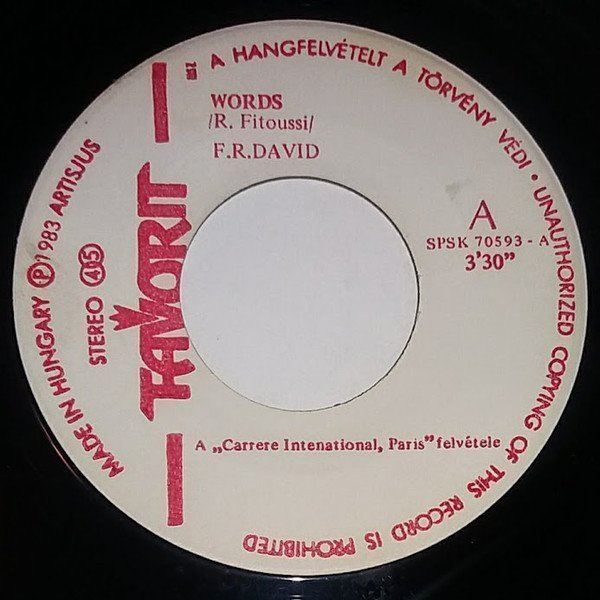 A HANGFELVÉTELT A TÖRVÉNY VÉDI · UNAUTHORIZED COPYING OF THIS RECORD IS PROHIBITED
MADE IN HUNGARY Ⓟ 1983 ARTISJUS
STEREO 45
FAVORIT
WORDS
/R. Fitoussi/
F.R.DAVID
A
SPSK 70593 - A
3'30"
A „Carrere Intenational, Paris" felvétele